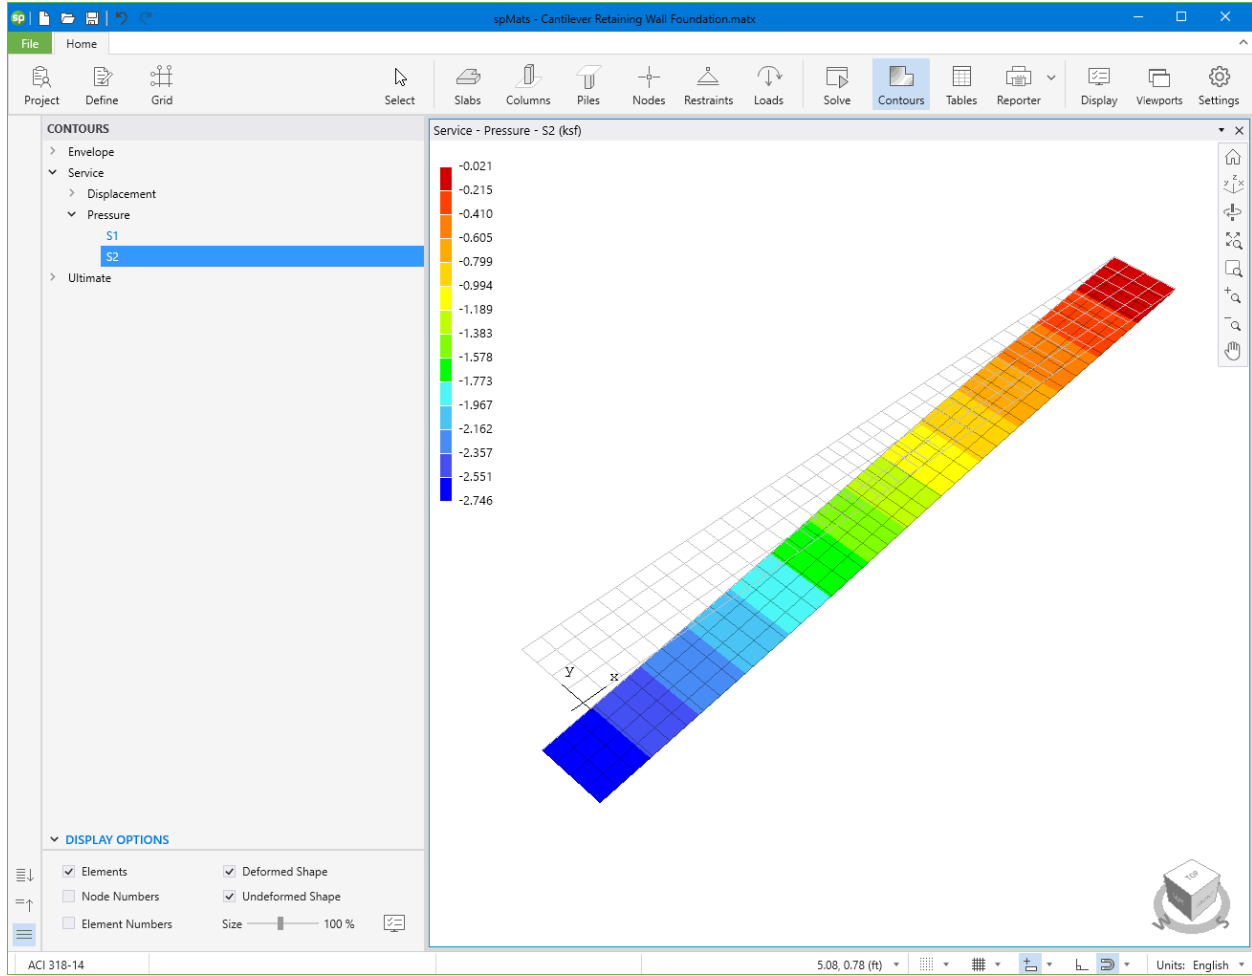 sp
spMats - Cantilever Retaining Wall Foundation.matx
File Home
Project Define Grid Select Slabs Columns Piles Nodes Restraints Loads Solve Contours Tables Reporter Display Viewports Settings
CONTOURS
Envelope
Service
Displacement
Pressure
S1
S2
Ultimate
DISPLAY OPTIONS
Elements Deformed Shape
Node Numbers Undeformed Shape
Element Numbers Size 100 %
Service - Pressure - S2 (ksf)
-0.021
-0.215
-0.410
-0.605
-0.799
-0.994
-1.189
-1.383
-1.578
-1.773
-1.967
-2.162
-2.357
-2.551
-2.746
y x
z
y x
TOP
W S
ACI 318-14 5.08, 0.78 (ft) Units: English